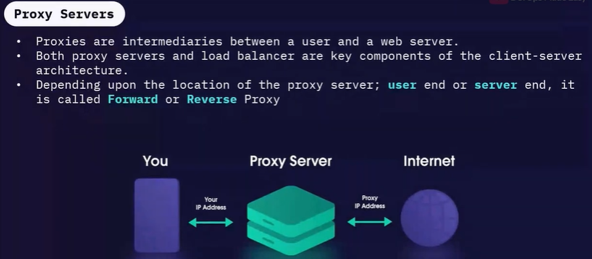 Proxy Servers
• Proxies are intermediaries between a user and a web server.
• Both proxy servers and load balancer are key components of the client-server
architecture.
• Depending upon the location of the proxy server; user end or server end, it
is called Forward or Reverse Proxy
You
Proxy Server
Internet
Your
IP Address
Proxy
IP Address